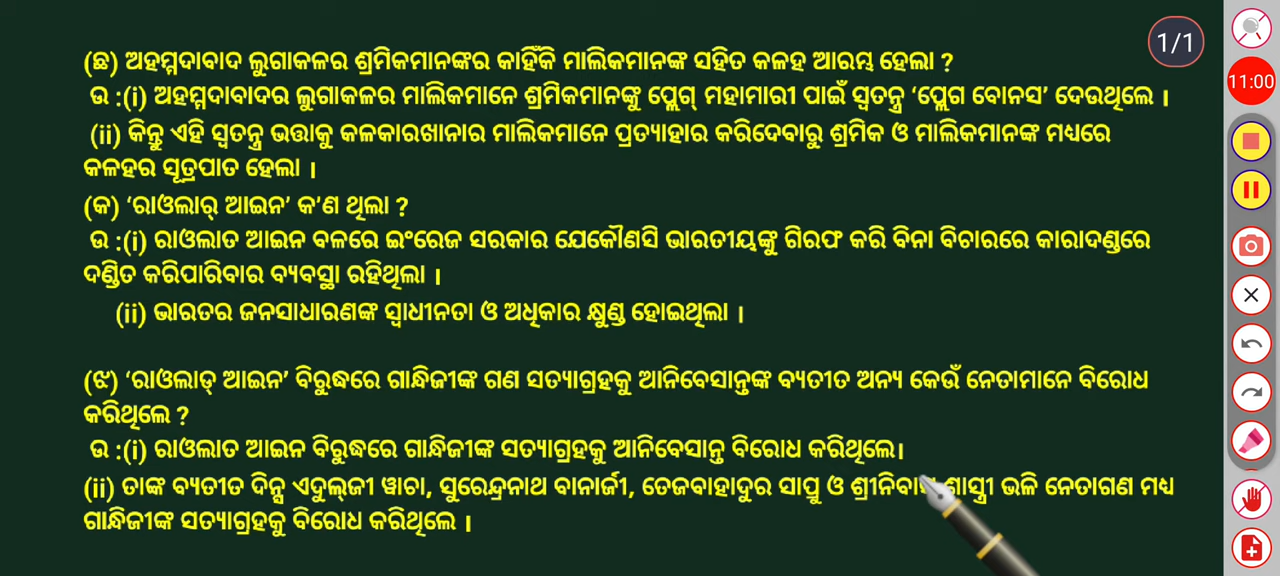 (ଛ) ଅହମ୍ମଦାବାଦ ଲୁଗାକଳର ଶ୍ରମିକମାନଙ୍କର କାହିଁକି ମାଲିକମାନଙ୍କ ସହିତ କଳହ ଆରମ୍ଭ ହେଲା ?
ଉ :(i) ଅହମ୍ମଦାବାଦର ଲୁଗାକଳର ମାଲିକମାନେ ଶ୍ରମିକମାନଙ୍କୁ ପ୍ଲେଗ୍ ମହାମାରୀ ପାଇଁ ସ୍ୱତନ୍ତ୍ର ‘ପ୍ଲେଗ ବୋନସ’ ଦେଉଥିଲେ ।
(ii) କିନ୍ତୁ ଏହି ସ୍ୱତନ୍ତ୍ର ଭତ୍ତାକୁ କଳକାରଖାନାର ମାଲିକମାନେ ପ୍ରତ୍ୟାହାର କରିଦେବାରୁ ଶ୍ରମିକ ଓ ମାଲିକମାନଙ୍କ ମଧ୍ୟରେ
କଳହର ସୂତ୍ରପାତ ହେଲା ।
(କ) ‘ରାଓଲାର୍ ଆଇନ’ କ’ଣ ଥିଲା ?
ଉ :(i) ରାଓଲାତ ଆଇନ ବଳରେ ଇଂରେଜ ସରକାର ଯେକୌଣସି ଭାରତୀୟଙ୍କୁ ଗିରଫ କରି ବିନା ବିଚାରରେ କାରାଦଣ୍ଡରେ
ଦଣ୍ଡିତ କରିପାରିବାର ବ୍ୟବସ୍ଥା ରହିଥିଲା ।
(ii) ଭାରତର ଜନସାଧାରଣଙ୍କ ସ୍ୱାଧୀନତା ଓ ଅଧିକାର କ୍ଷୁଣ୍ଣ ହୋଇଥିଲା ।
(ଝ) ‘ରାଓଲାଟ୍ ଆଇନ’ ବିରୁଦ୍ଧରେ ଗାନ୍ଧିଜୀଙ୍କ ଗଣ ସତ୍ୟାଗ୍ରହକୁ ଆନିବେସାନ୍ତଙ୍କ ବ୍ୟତୀତ ଅନ୍ୟ କେଉଁ ନେତାମାନେ ବିରୋଧ
କରିଥିଲେ ?
ଉ :(i) ରାଓଲାତ ଆଇନ ବିରୁଦ୍ଧରେ ଗାନ୍ଧିଜୀଙ୍କ ସତ୍ୟାଗ୍ରହକୁ ଆନିବେସାନ୍ତ ବିରୋଧ କରିଥିଲେ।
(ii) ତାଙ୍କ ବ୍ୟତୀତ ଦିନ୍ସ ଏଦୁଲ୍‌ଜୀ ୱାଚା, ସୁରେନ୍ଦ୍ରନାଥ ବାନାର୍ଜୀ, ତେଜବାହାଦୁର ସାପ୍ରୁ ଓ ଶ୍ରୀନିବାସ ଶାସ୍ତ୍ରୀ ଭଳି ନେତାଗଣ ମଧ୍ୟ
ଗାନ୍ଧିଜୀଙ୍କ ସତ୍ୟାଗ୍ରହକୁ ବିରୋଧ କରିଥିଲେ ।
1/1
11:00